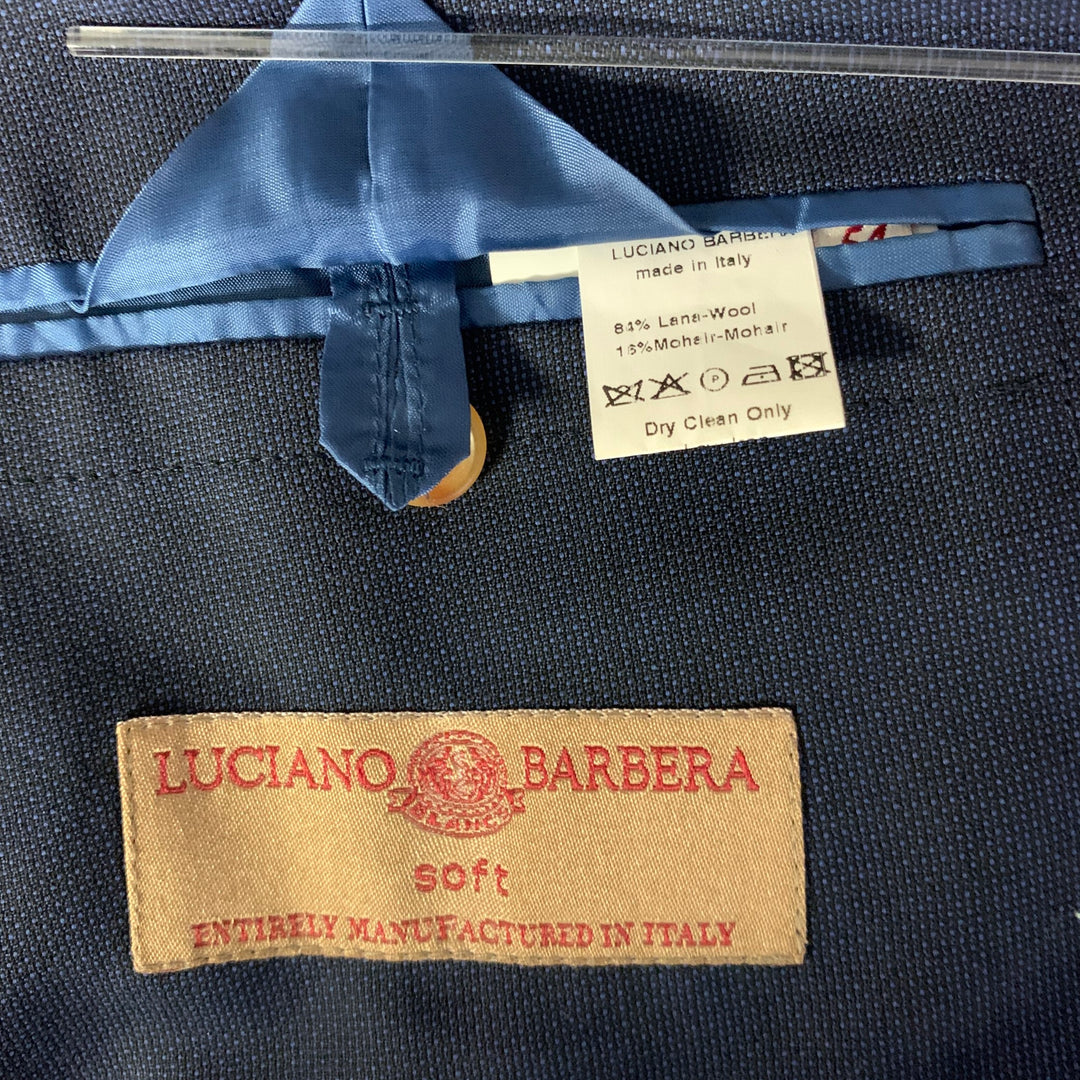 LUCIANO BARBERA
made in Italy
84% Lana-Wool
16%Mohair-Mohair
P
Dry Clean Only
54
LUCIANO BARBERA
soft
ENTIRELY MANUFACTURED IN ITALY